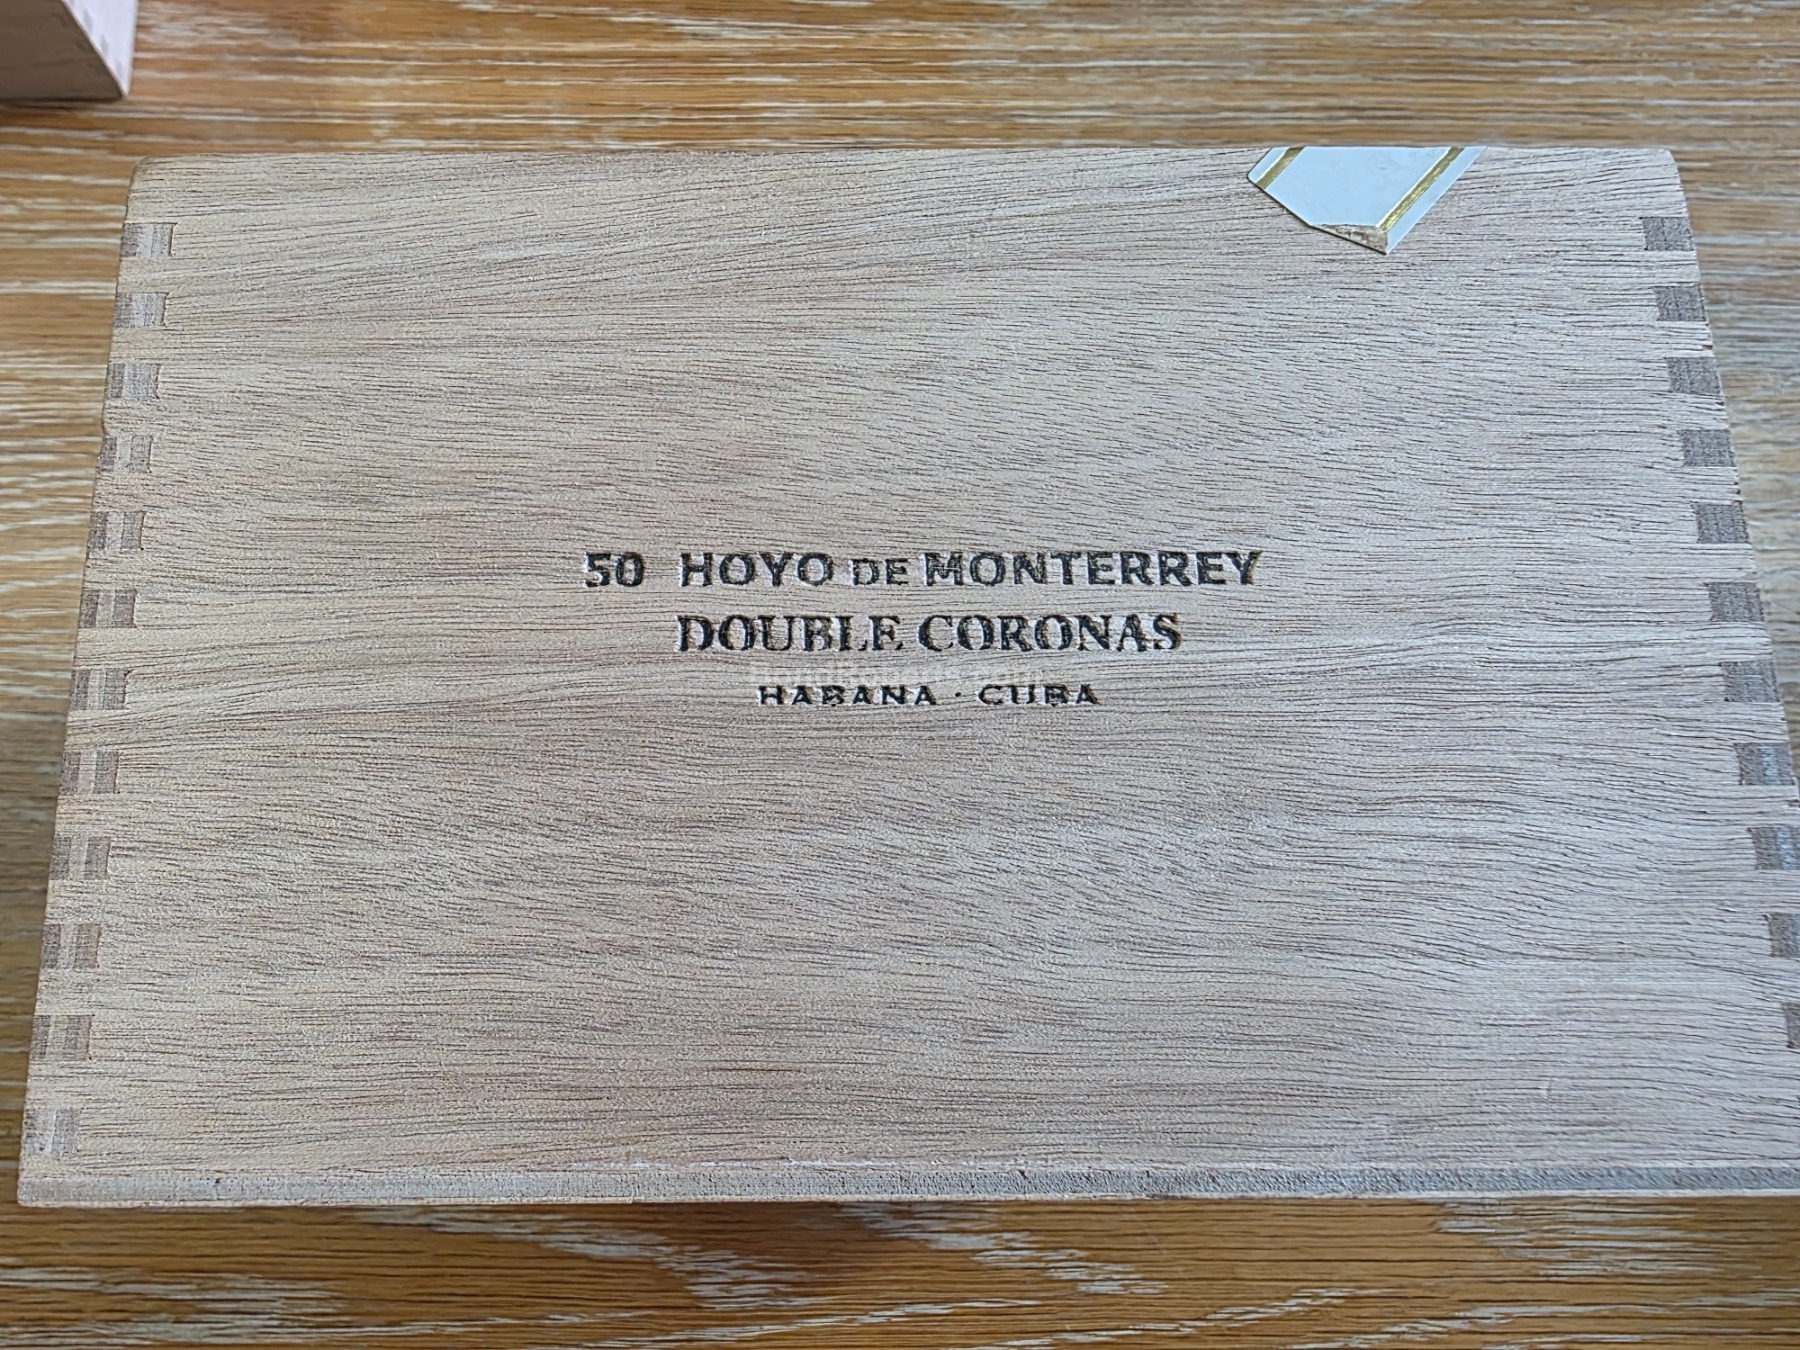 50 HOYO DE MONTERREY
DOUBLE CORONAS
HABANA · CUBA